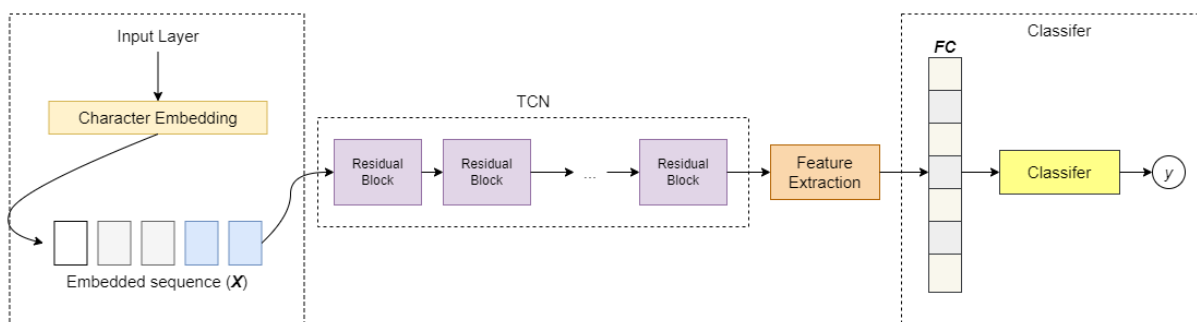 Input Layer
Character Embedding
Embedded sequence (X)
TCN
Residual
Block
Residual
Block
...
Residual
Block
Feature
Extraction
Classifer
FC
Classifer
y